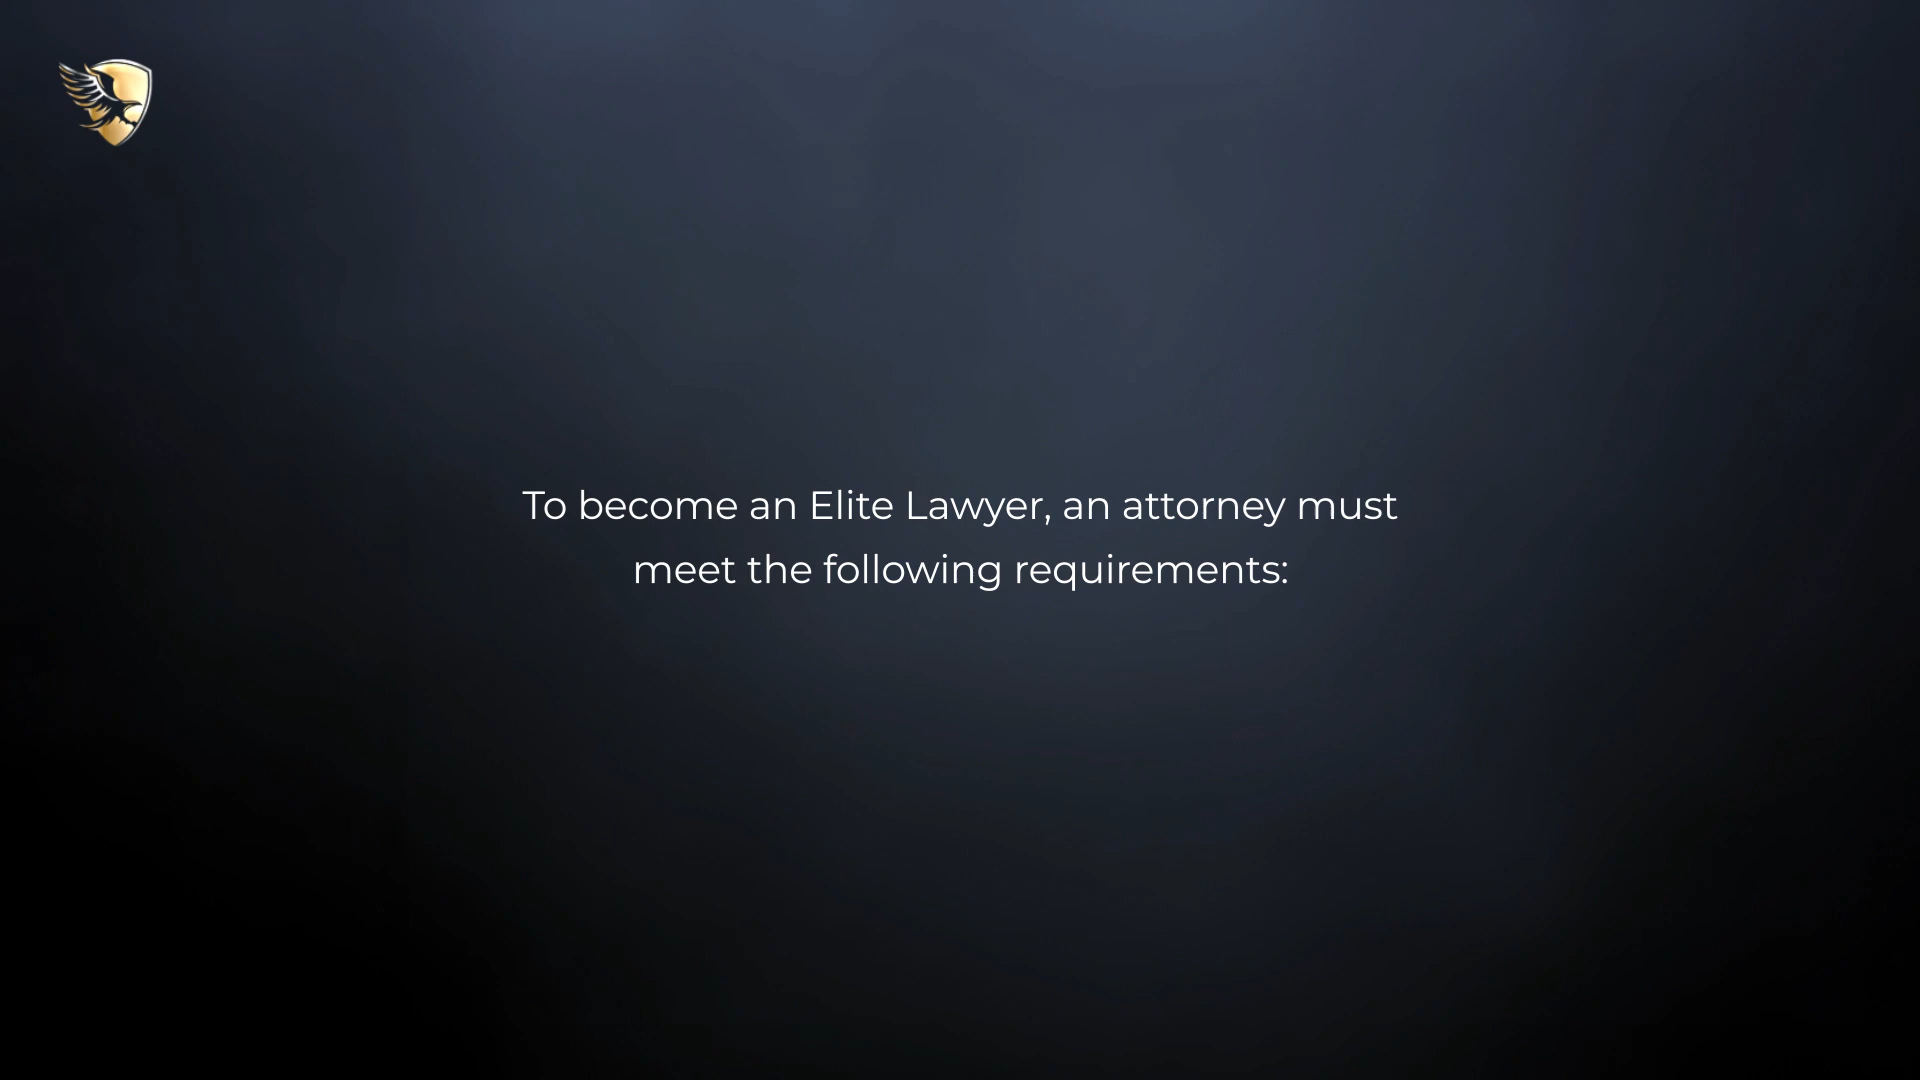 To become an Elite Lawyer, an attorney must
meet the following requirements: